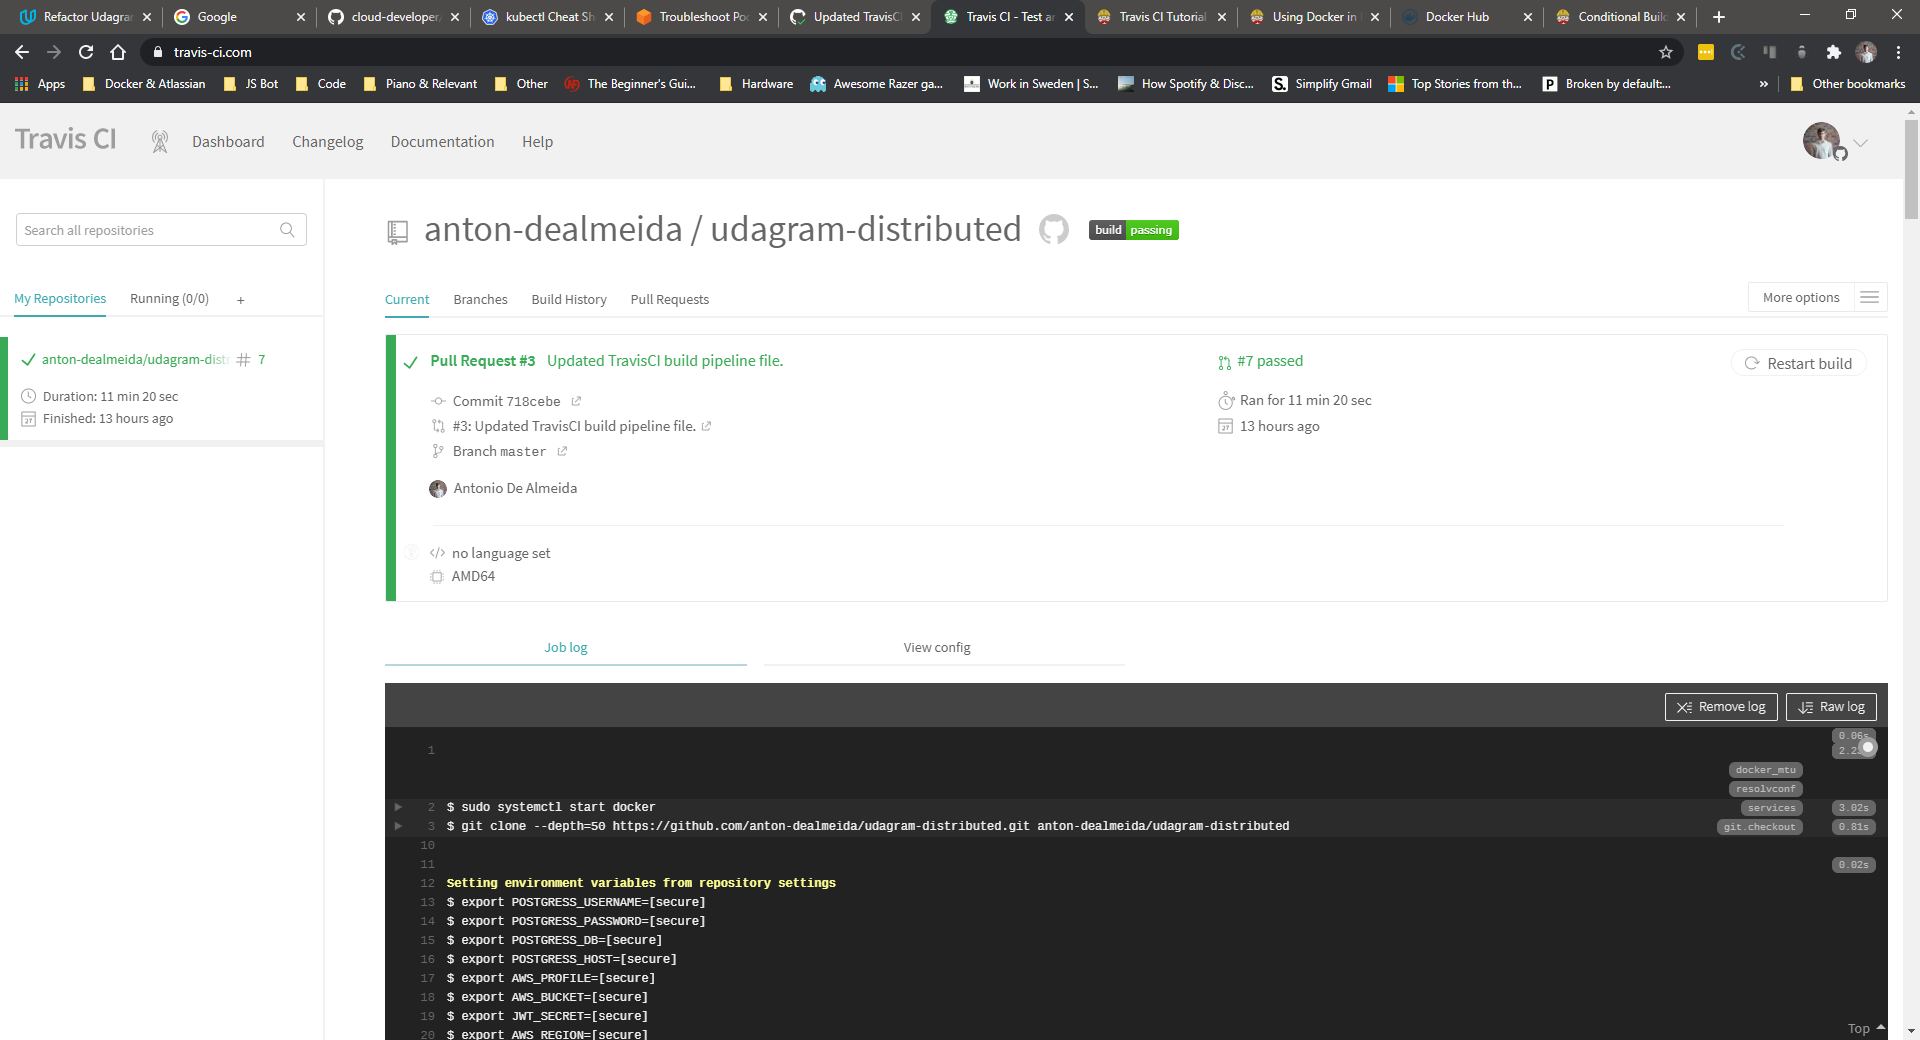 Refactor Udagra
Google
cloud-developer
kubectl Cheat Sh
Troubleshoot Po
Updated TravisC
Travis CI - Test a
Travis CI Tutorial
Using Docker in
Docker Hub
Conditional Buil
travis-ci.com
Apps
Docker & Atlassian
JS Bot
Code
Piano & Relevant
Other
The Beginner's Gui...
Hardware
Awesome Razer ga...
Work in Sweden | S...
How Spotify & Disc...
Simplify Gmail
Top Stories from th...
Broken by default:...
»
Other bookmarks
Travis CI
Dashboard
Changelog
Documentation
Help
Search all repositories
anton-dealmeida / udagram-distributed
build passing
My Repositories
Running (0/0)
+
Current
Branches
Build History
Pull Requests
More options
anton-dealmeida/udagram-dist
# 7
Duration: 11 min 20 sec
Finished: 13 hours ago
Pull Request #3 Updated TravisCI build pipeline file.
#7 passed
Restart build
Commit 718cebe
Ran for 11 min 20 sec
#3: Updated TravisCI build pipeline file.
13 hours ago
Branch master
Antonio De Almeida
</> no language set
AMD64
Job log
View config
Remove log
Raw log
0.06s
1
docker_mtu
resolvconf
2 $ sudo systemctl start docker services 3.02s
3 $ git clone --depth=50 https://github.com/anton-dealmeida/udagram-distributed.git anton-dealmeida/udagram-distributed git.checkout 0.81s
10
11 0.02s
12 Setting environment variables from repository settings
13 $ export POSTGRESS_USERNAME=[secure]
14 $ export POSTGRESS_PASSWORD=[secure]
15 $ export POSTGRESS_DB=[secure]
16 $ export POSTGRESS_HOST=[secure]
17 $ export AWS_PROFILE=[secure]
18 $ export AWS_BUCKET=[secure]
19 $ export JWT_SECRET=[secure]
20 $ export AWS_REGION=[secure]
Top